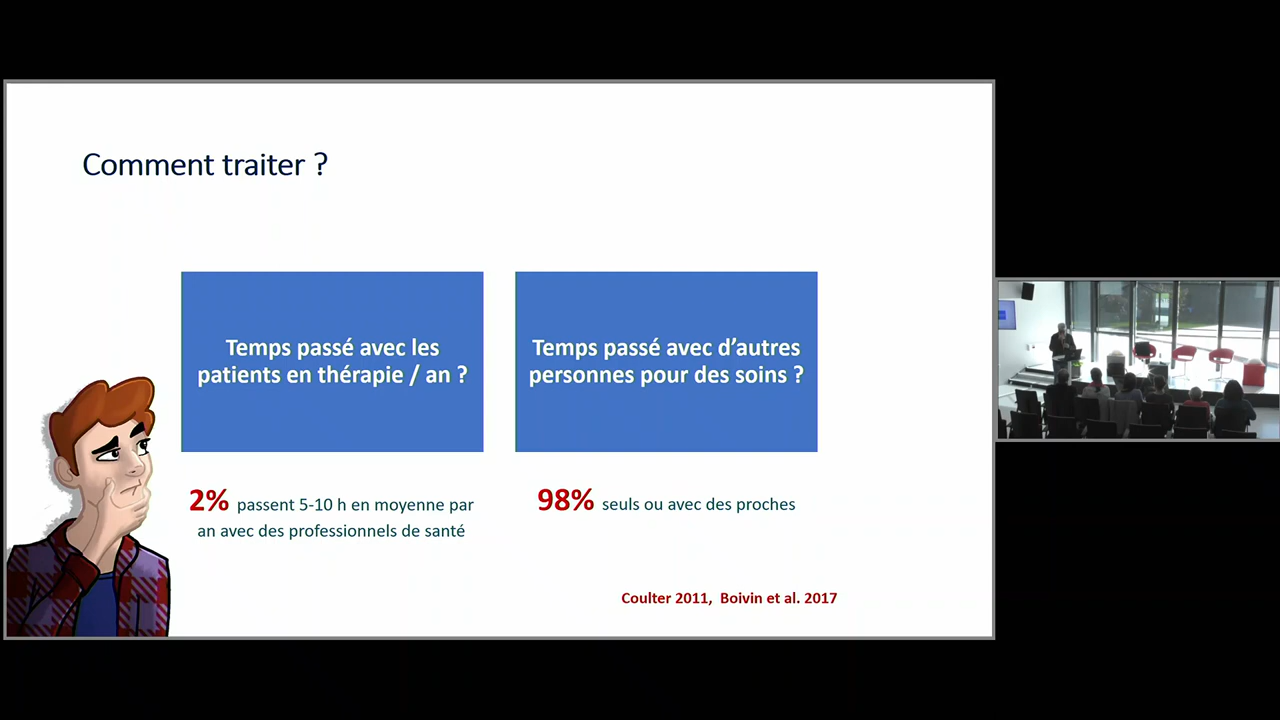 Comment traiter ?
Temps passé avec les
patients en thérapie / an ?
Temps passé avec d’autres
personnes pour des soins ?
2% passent 5-10 h en moyenne par
an avec des professionnels de santé
98% seuls ou avec des proches
Coulter 2011, Boivin et al. 2017